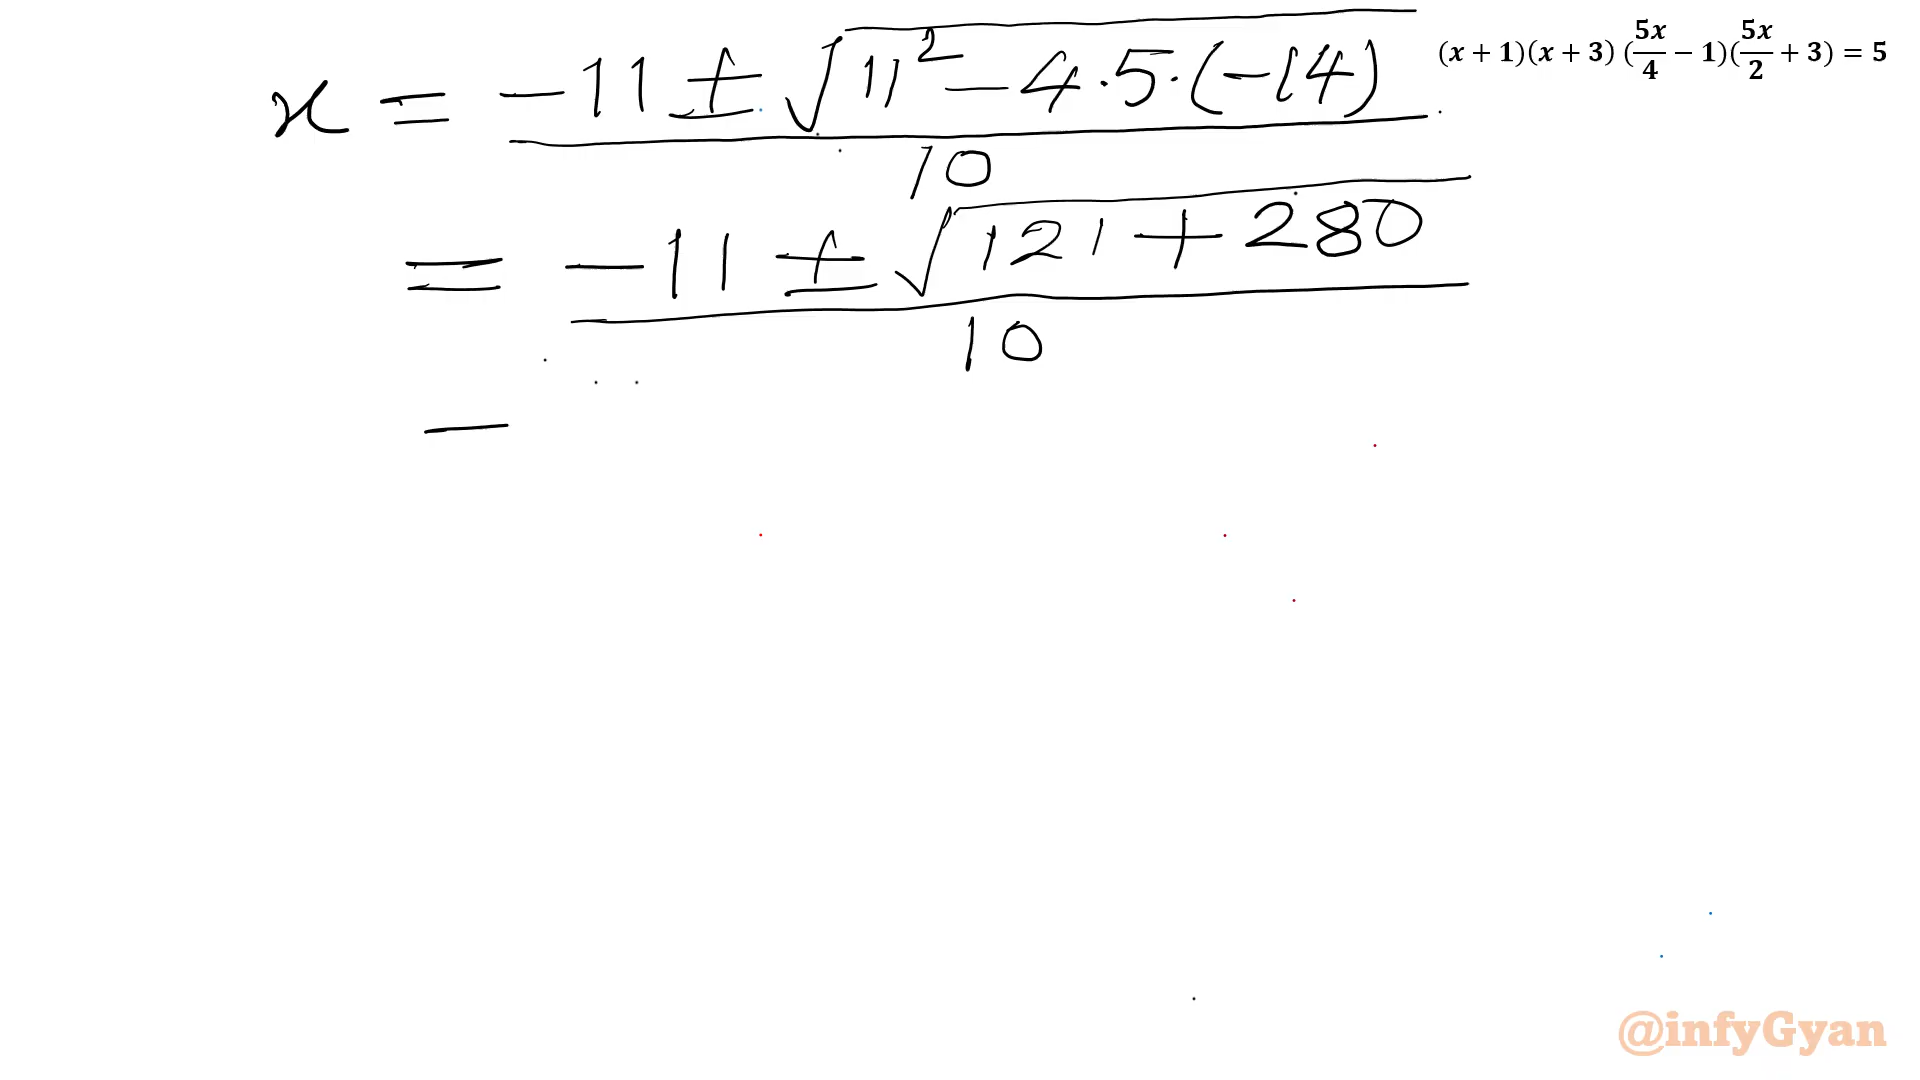 x = (-11 ± √(11² - 4·5·(-14))) / 10
(x + 1)(x + 3) (5x/4 − 1)(5x/2 + 3) = 5
= (-11 ± √(121 + 280)) / 10
−
@infyGyan